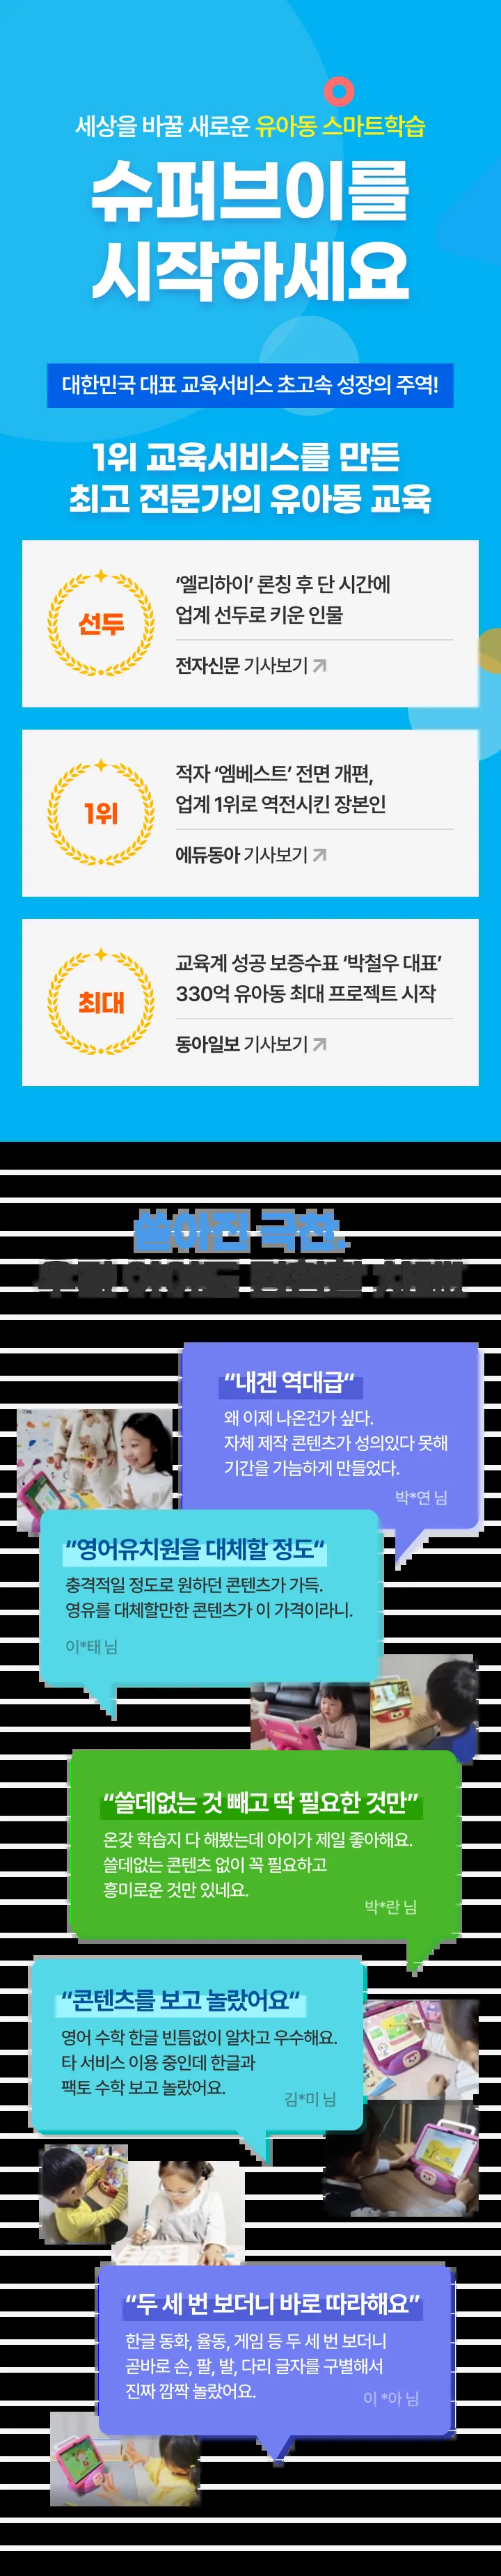 세상을 바꿀 새로운 유아동 스마트학습
슈퍼브이를
시작하세요
대한민국 대표 교육서비스 초고속 성장의 주역!
1위 교육서비스를 만든
최고 전문가의 유아동 교육
선두
‘엘리하이’ 론칭 후 단 시간에
업계 선두로 키운 인물
전자신문 기사보기
1위
적자 ‘엠베스트’ 전면 개편,
업계 1위로 역전시킨 장본인
에듀동아 기사보기
최대
교육계 성공 보증수표 ‘박철우 대표’
330억 유아동 최대 프로젝트 시작
동아일보 기사보기
쏟아진 극찬,
“내겐 역대급“
왜 이제 나온건가 싶다.
자체 제작 콘텐츠가 성의있다 못해
기간을 가늠하게 만들었다.
박*연 님
“영어유치원을 대체할 정도“
충격적일 정도로 원하던 콘텐츠가 가득.
영유를 대체할만한 콘텐츠가 이 가격이라니.
이*태 님
“쓸데없는 것 빼고 딱 필요한 것만”
온갖 학습지 다 해봤는데 아이가 제일 좋아해요.
쓸데없는 콘텐츠 없이 꼭 필요하고
흥미로운 것만 있네요.
박*란 님
“콘텐츠를 보고 놀랐어요“
영어 수학 한글 빈틈없이 알차고 우수해요.
타 서비스 이용 중인데 한글과
팩토 수학 보고 놀랐어요.
김*미 님
“두 세 번 보더니 바로 따라해요”
한글 동화, 율동, 게임 등 두 세 번 보더니
곧바로 손, 팔, 발, 다리 글자를 구별해서
진짜 깜짝 놀랐어요.
이 *아 님